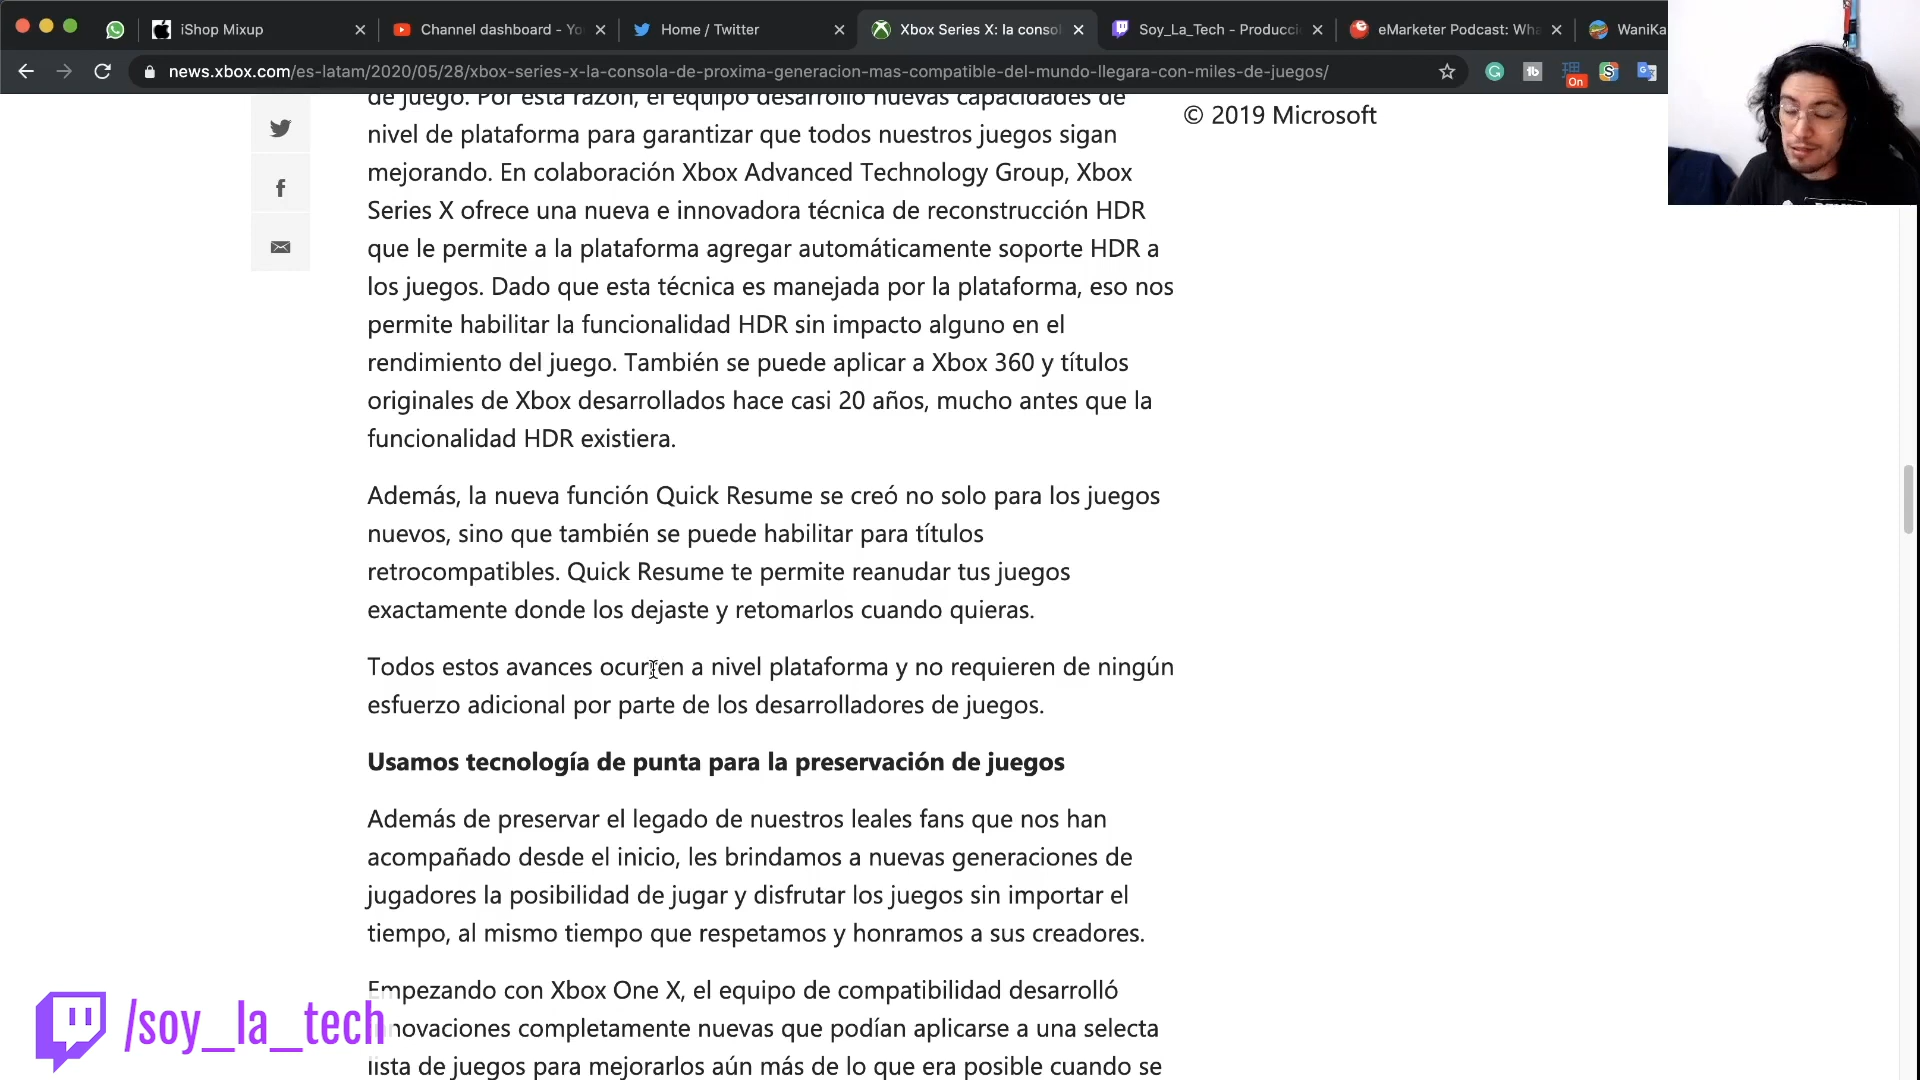 iShop Mixup
Channel dashboard - Yo
Home / Twitter
Xbox Series X: la consol
Soy_La_Tech - Producci
eMarketer Podcast: Wha
WaniKa
news.xbox.com/es-latam/2020/05/28/xbox-series-x-la-consola-de-proxima-generacion-mas-compatible-del-mundo-llegara-con-miles-de-juegos/
On
de juego. Por esta razón, el equipo desarrolló nuevas capacidades de
nivel de plataforma para garantizar que todos nuestros juegos sigan
mejorando. En colaboración Xbox Advanced Technology Group, Xbox
Series X ofrece una nueva e innovadora técnica de reconstrucción HDR
que le permite a la plataforma agregar automáticamente soporte HDR a
los juegos. Dado que esta técnica es manejada por la plataforma, eso nos
permite habilitar la funcionalidad HDR sin impacto alguno en el
rendimiento del juego. También se puede aplicar a Xbox 360 y títulos
originales de Xbox desarrollados hace casi 20 años, mucho antes que la
funcionalidad HDR existiera.
Además, la nueva función Quick Resume se creó no solo para los juegos
nuevos, sino que también se puede habilitar para títulos
retrocompatibles. Quick Resume te permite reanudar tus juegos
exactamente donde los dejaste y retomarlos cuando quieras.
Todos estos avances ocurren a nivel plataforma y no requieren de ningún
esfuerzo adicional por parte de los desarrolladores de juegos.
Usamos tecnología de punta para la preservación de juegos
Además de preservar el legado de nuestros leales fans que nos han
acompañado desde el inicio, les brindamos a nuevas generaciones de
jugadores la posibilidad de jugar y disfrutar los juegos sin importar el
tiempo, al mismo tiempo que respetamos y honramos a sus creadores.
Empezando con Xbox One X, el equipo de compatibilidad desarrolló
innovaciones completamente nuevas que podían aplicarse a una selecta
lista de juegos para mejorarlos aún más de lo que era posible cuando se
© 2019 Microsoft
/soy_la_tech